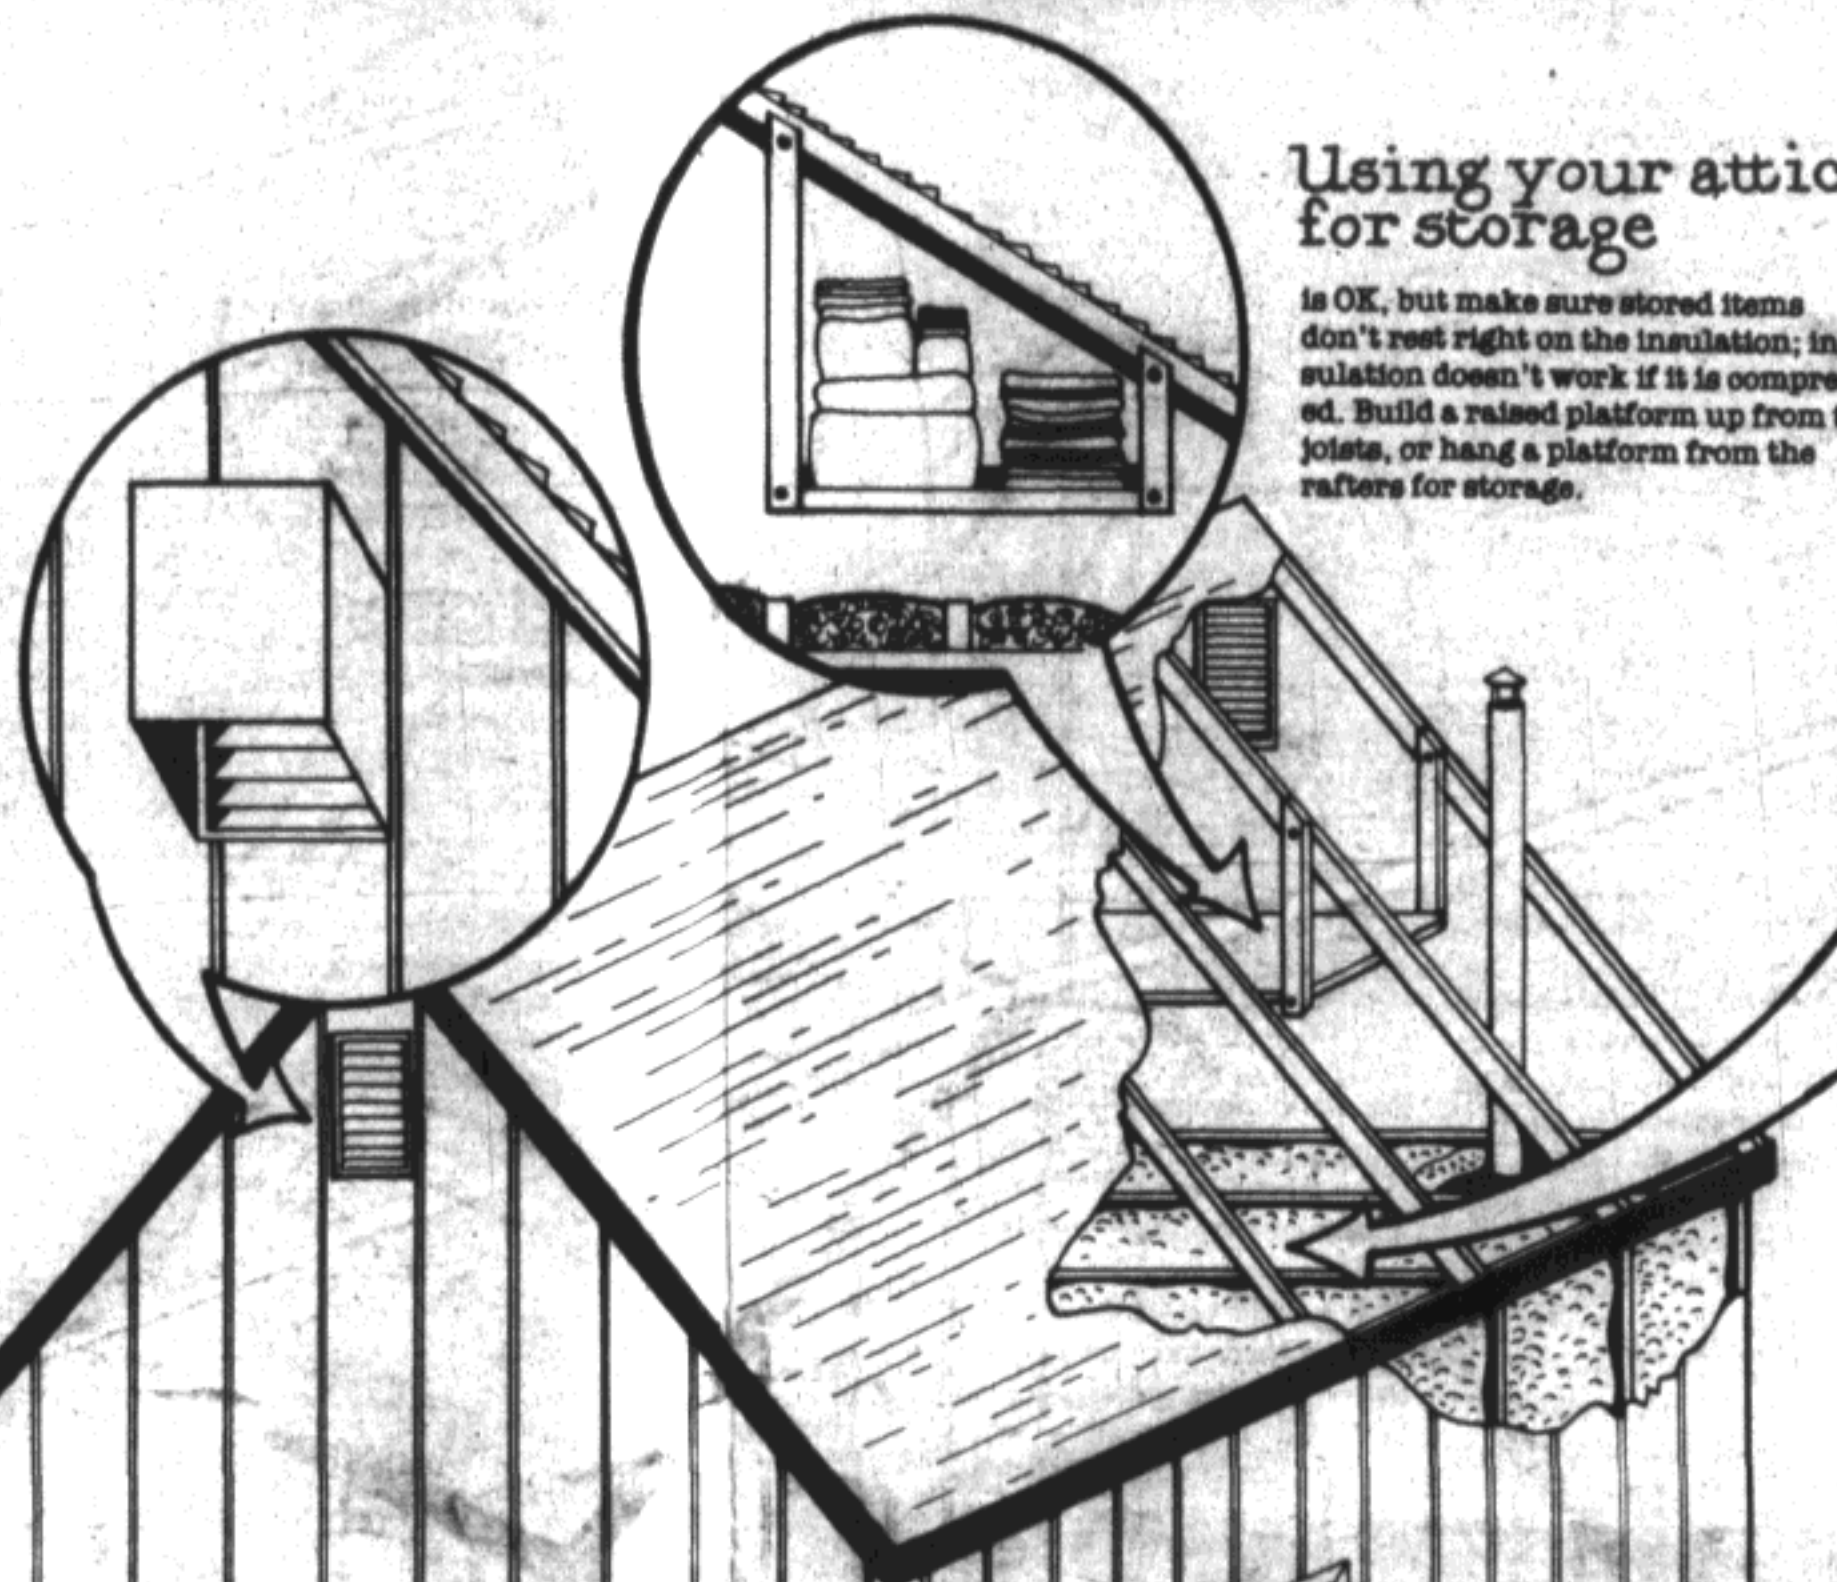 Using your attic
for storage
is OK, but make sure stored items
don't rest right on the insulation; in
sulation doesn't work if it is compre
ed. Build a raised platform up from t
joists, or hang a platform from the
rafters for storage.